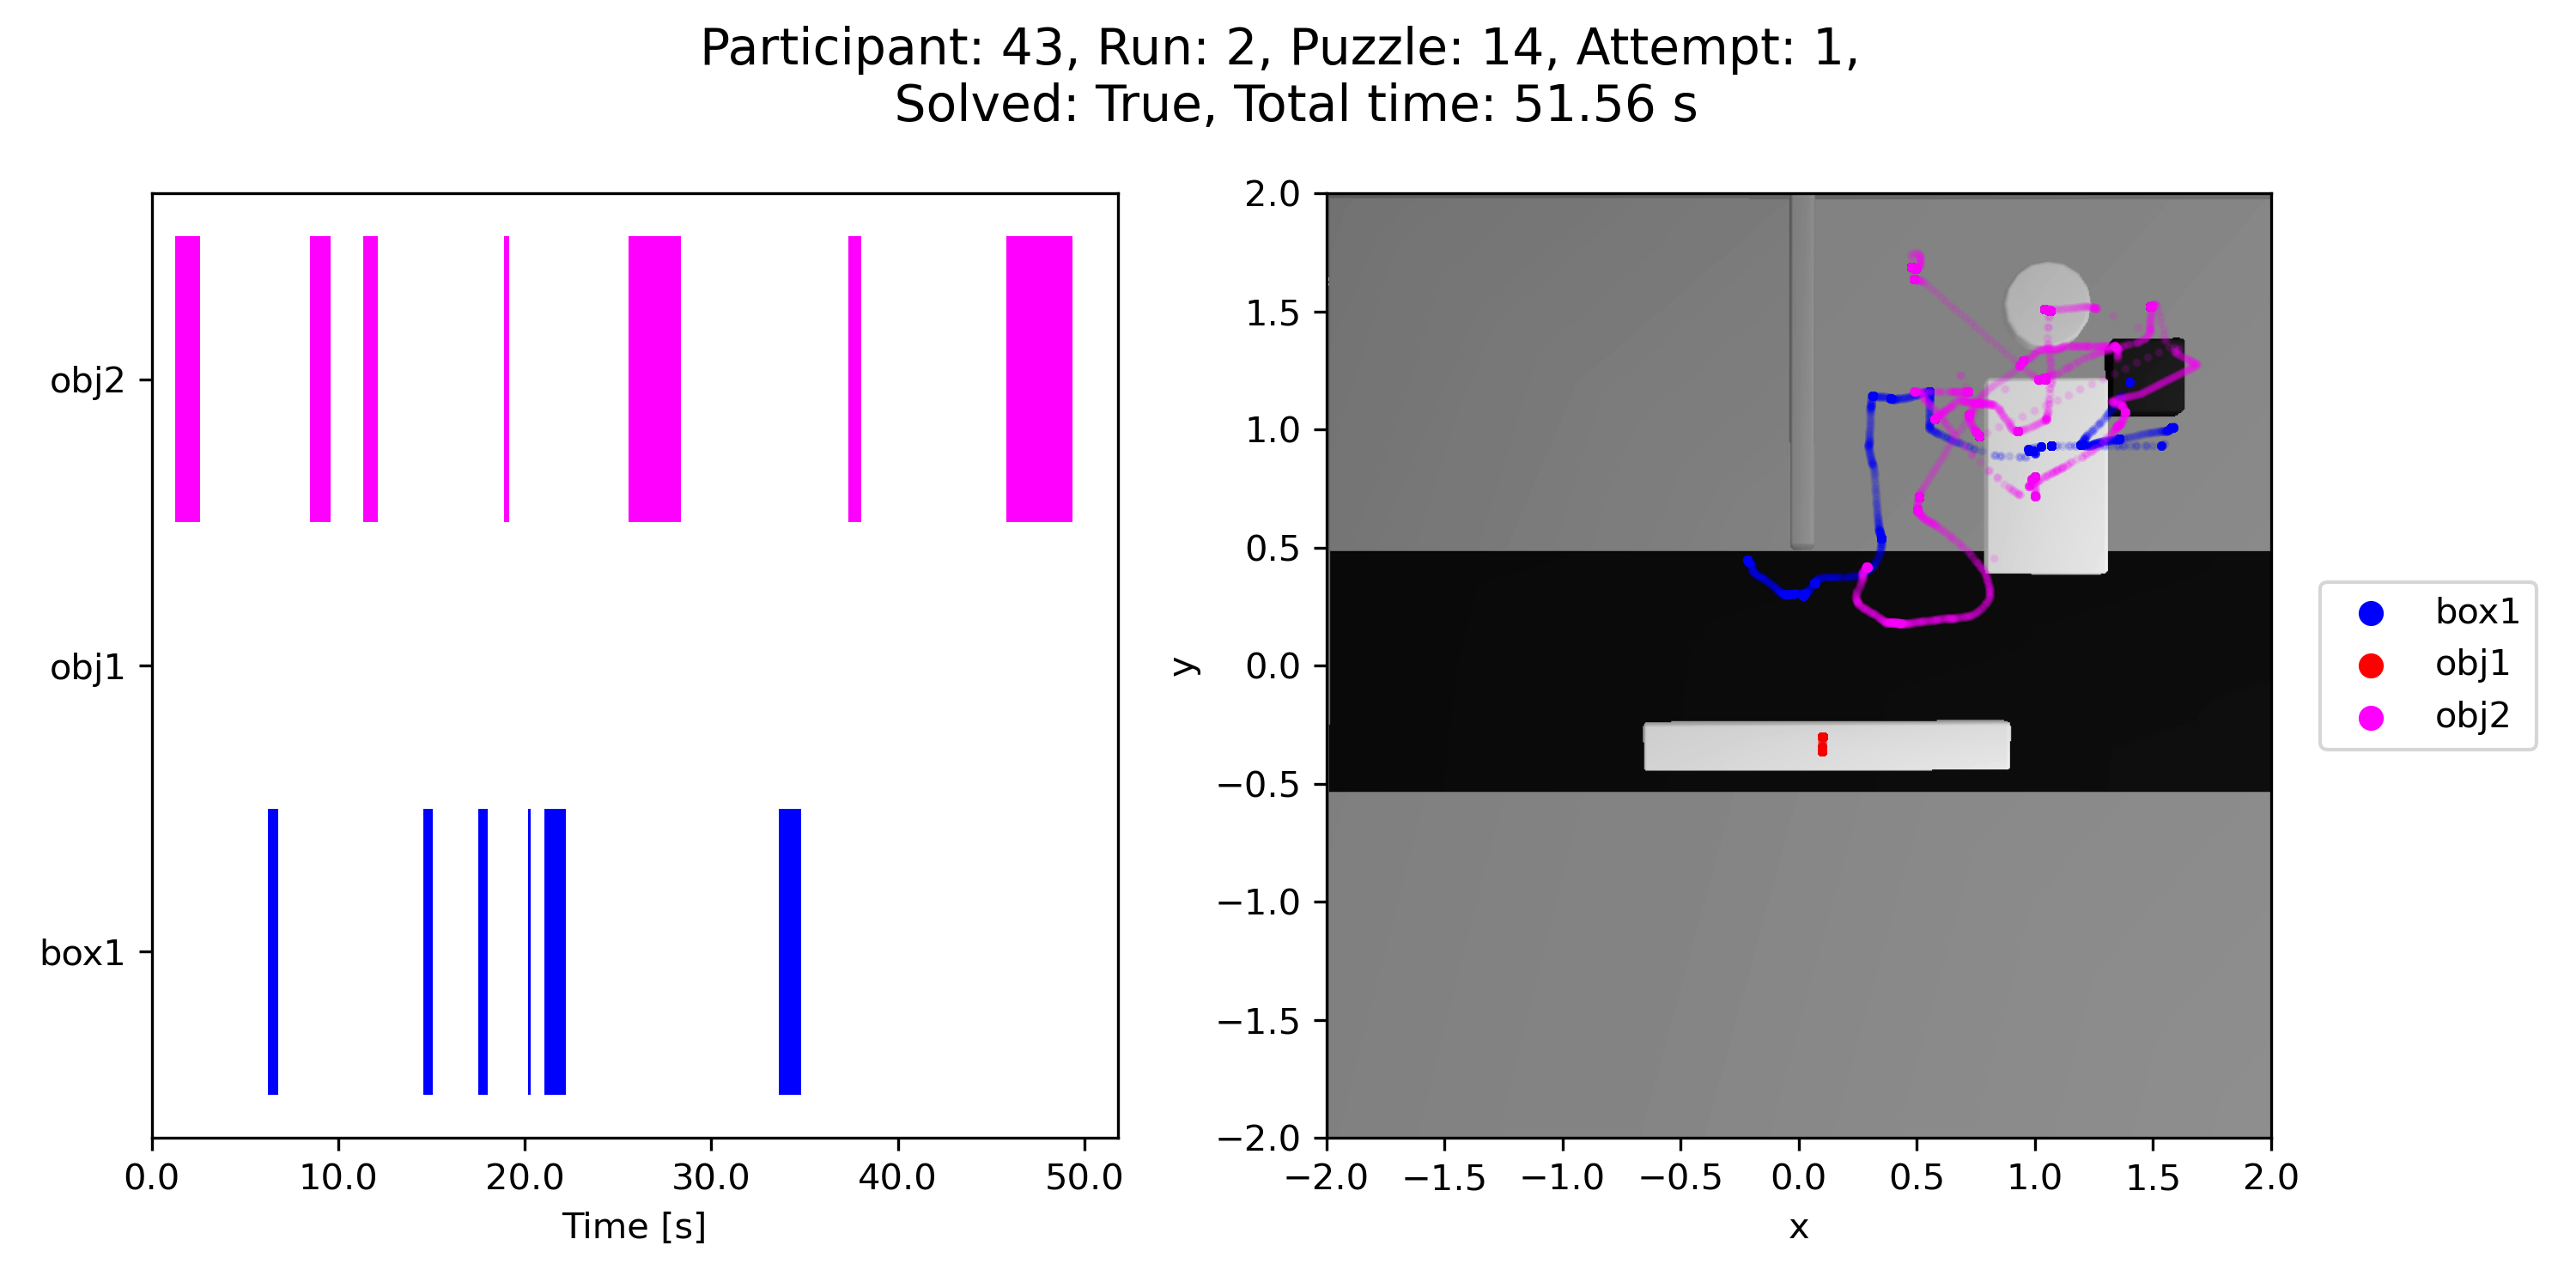 Participant: 43, Run: 2, Puzzle: 14, Attempt: 1,
Solved: True, Total time: 51.56 s
obj2
obj1
box1
0.0 10.0 20.0 30.0 40.0 50.0
Time [s]
2.0
1.5
1.0
0.5
0.0
−0.5
−1.0
−1.5
−2.0
y
−2.0 −1.5 −1.0 −0.5 0.0 0.5 1.0 1.5 2.0
x
box1
obj1
obj2